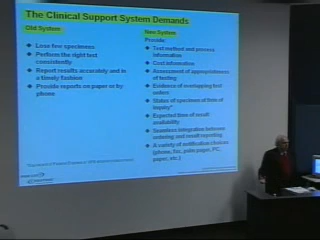 The Clinical Support System Demands
Old System
Lose few specimens
Perform the right test
consistently
Report results accurately and in
a timely fashion
Provide reports on paper or by
phone
New System
Provide:
Test method and process
information
Cost information
Assessment of appropriateness
of testing
Evidence of overlapping test
orders
Status of specimen at time of
inquiry*
Expected time of result
availability
Seamless integration between
ordering and result reporting
A variety of notification choices
(phone, fax, palm pager, PC,
paper, etc.)